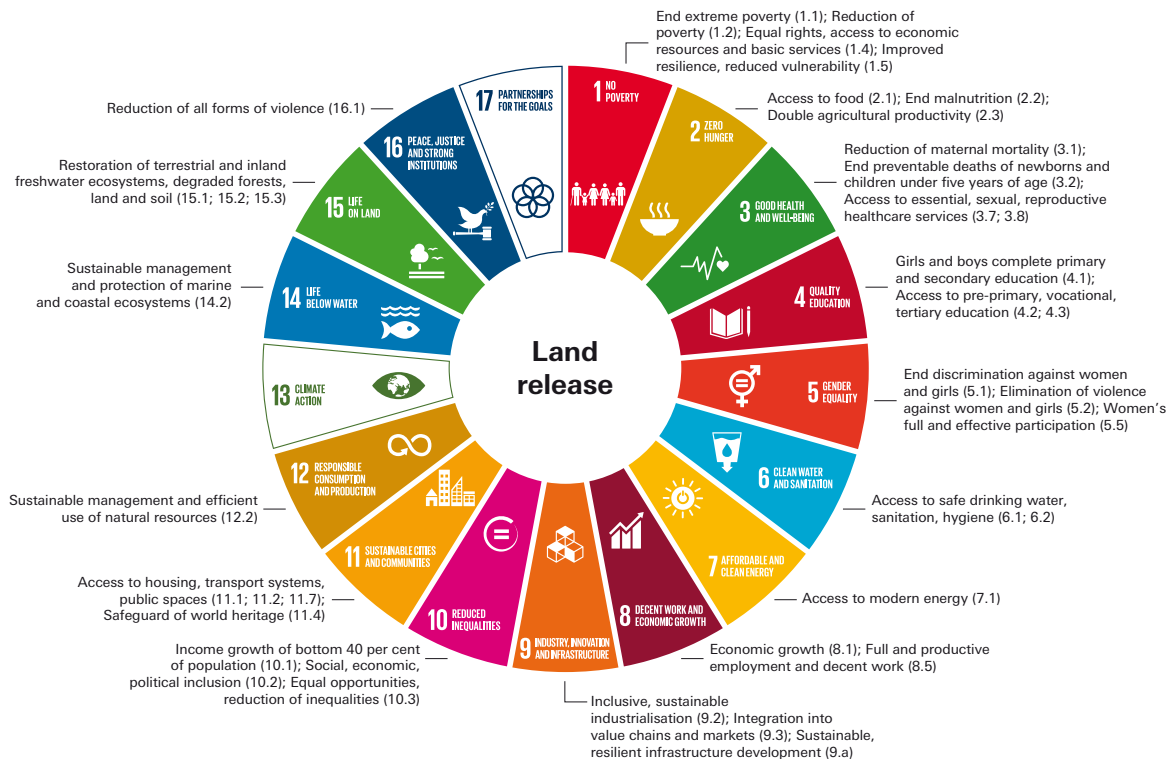 Land
release
1 NO
POVERTY
End extreme poverty (1.1); Reduction of
poverty (1.2); Equal rights, access to economic
resources and basic services (1.4); Improved
resilience, reduced vulnerability (1.5)
2 ZERO
HUNGER
Access to food (2.1); End malnutrition (2.2);
Double agricultural productivity (2.3)
3 GOOD HEALTH
AND WELL-BEING
Reduction of maternal mortality (3.1);
End preventable deaths of newborns and
children under five years of age (3.2);
Access to essential, sexual, reproductive
healthcare services (3.7; 3.8)
4 QUALITY
EDUCATION
Girls and boys complete primary
and secondary education (4.1);
Access to pre-primary, vocational,
tertiary education (4.2; 4.3)
5 GENDER
EQUALITY
End discrimination against women
and girls (5.1); Elimination of violence
against women and girls (5.2); Women's
full and effective participation (5.5)
6 CLEAN WATER
AND SANITATION
Access to safe drinking water,
sanitation, hygiene (6.1; 6.2)
7 AFFORDABLE AND
CLEAN ENERGY
Access to modern energy (7.1)
8 DECENT WORK AND
ECONOMIC GROWTH
Economic growth (8.1); Full and productive
employment and decent work (8.5)
9 INDUSTRY, INNOVATION
AND INFRASTRUCTURE
Inclusive, sustainable
industrialisation (9.2); Integration into
value chains and markets (9.3); Sustainable,
resilient infrastructure development (9.a)
10 REDUCED
INEQUALITIES
Income growth of bottom 40 per cent
of population (10.1); Social, economic,
political inclusion (10.2); Equal opportunities,
reduction of inequalities (10.3)
11 SUSTAINABLE CITIES
AND COMMUNITIES
Access to housing, transport systems,
public spaces (11.1; 11.2; 11.7);
Safeguard of world heritage (11.4)
12 RESPONSIBLE
CONSUMPTION
AND PRODUCTION
Sustainable management and efficient
use of natural resources (12.2)
13 CLIMATE
ACTION
14 LIFE
BELOW WATER
Sustainable management
and protection of marine
and coastal ecosystems (14.2)
15 LIFE
ON LAND
Restoration of terrestrial and inland
freshwater ecosystems, degraded forests,
land and soil (15.1; 15.2; 15.3)
16 PEACE, JUSTICE
AND STRONG
INSTITUTIONS
Reduction of all forms of violence (16.1)
17 PARTNERSHIPS
FOR THE GOALS